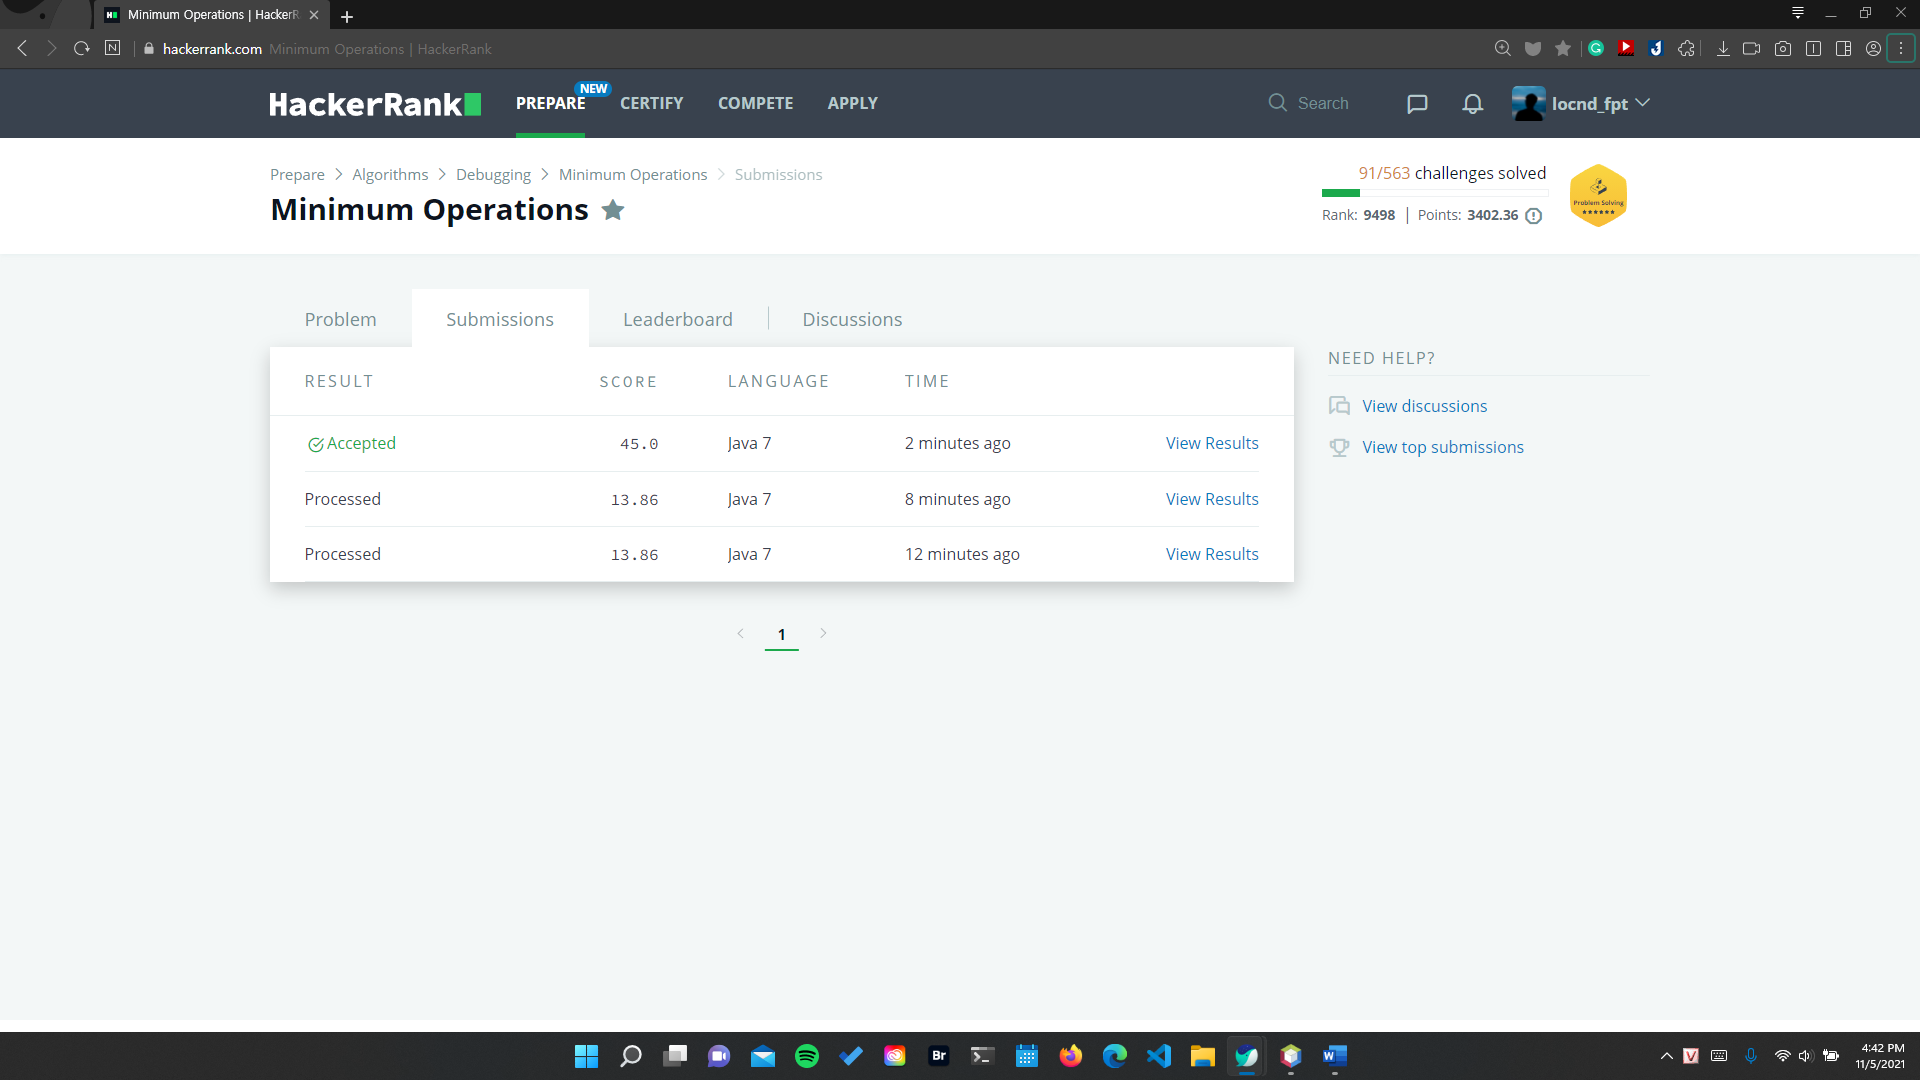 Minimum Operations | HackerR
hackerrank.com Minimum Operations | HackerRank
HackerRank
PREPARE
NEW
CERTIFY
COMPETE
APPLY
Search
locnd_fpt
Prepare > Algorithms > Debugging > Minimum Operations > Submissions
Minimum Operations
91/563 challenges solved
Rank: 9498 | Points: 3402.36
Problem Solving
Problem
Submissions
Leaderboard
Discussions
RESULT SCORE LANGUAGE TIME
Accepted 45.0 Java 7 2 minutes ago View Results
Processed 13.86 Java 7 8 minutes ago View Results
Processed 13.86 Java 7 12 minutes ago View Results
1
NEED HELP?
View discussions
View top submissions
Br
4:42 PM
11/5/2021